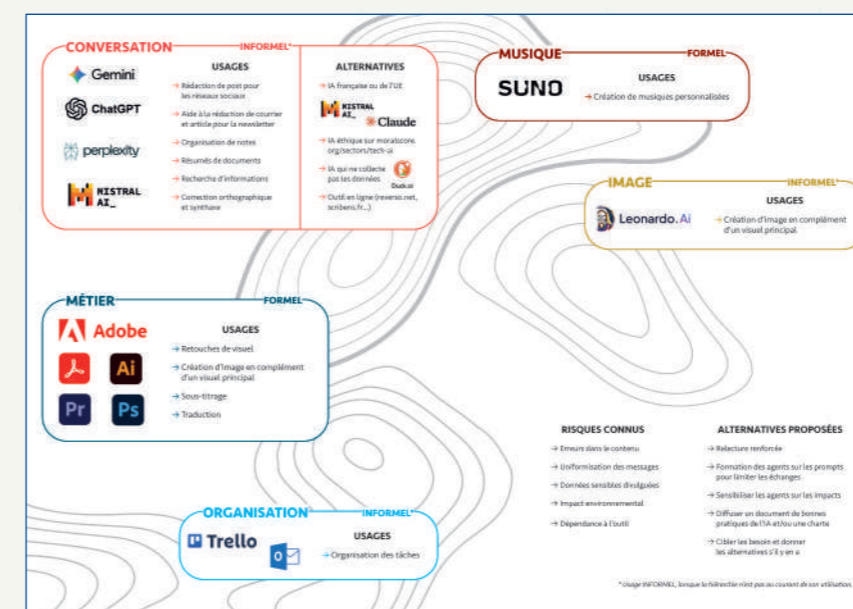 CONVERSATION
INFORMEL*
Gemini
ChatGPT
perplexity
MISTRAL
AI_
USAGES
→ Rédaction de post pour
les réseaux sociaux
→ Aide à la rédaction de courrier
et article pour la newsletter
→ Organisation de notes
→ Résumés de documents
→ Recherche d'informations
→ Correction orthographique
et synthaxe
ALTERNATIVES
→ IA française ou de l'UE
MISTRAL
AI_
Claude
→ IA éthique sur moralscore.
org/sectors/tech-ai
→ IA qui ne collecte
pas les données
Duck.ai
→ Outil en ligne (reverso.net,
scribens.fr...)
MUSIQUE
FORMEL
SUNO
USAGES
→ Création de musiques personnalisées
IMAGE
INFORMEL*
Leonardo.Ai
USAGES
→ Création d'image en complément
d'un visuel principal
MÉTIER
FORMEL
Adobe
Ai
Pr
Ps
USAGES
→ Retouches de visuel
→ Création d'image en complément
d'un visuel principal
→ Sous-titrage
→ Traduction
ORGANISATION
INFORMEL*
Trello
O
USAGES
→ Organisation des tâches
RISQUES CONNUS
→ Erreurs dans le contenu
→ Uniformisation des messages
→ Données sensibles divulguées
→ Impact environnemental
→ Dépendance à l'outil
ALTERNATIVES PROPOSÉES
→ Relecture renforcée
→ Formation des agents sur les prompts
pour limiter les échanges
→ Sensibiliser les agents sur les impacts
→ Diffuser un document de bonnes
pratiques de l'IA et/ou une charte
→ Cibler les besoin et donner
les alternatives s'il y en a
* Usage INFORMEL, lorsque la hiérarchie n'est pas au courant de son utilisation.